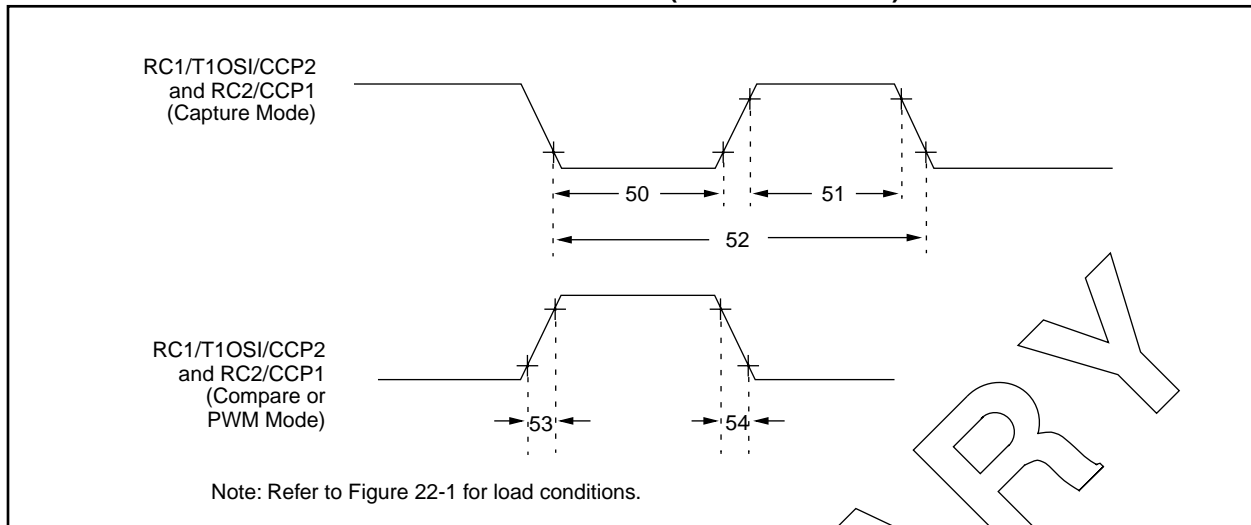 RC1/T1OSI/CCP2
and RC2/CCP1
(Capture Mode)
50
51
52
RC1/T1OSI/CCP2
and RC2/CCP1
(Compare or
PWM Mode)
53
54
Note: Refer to Figure 22-1 for load conditions.
R Y